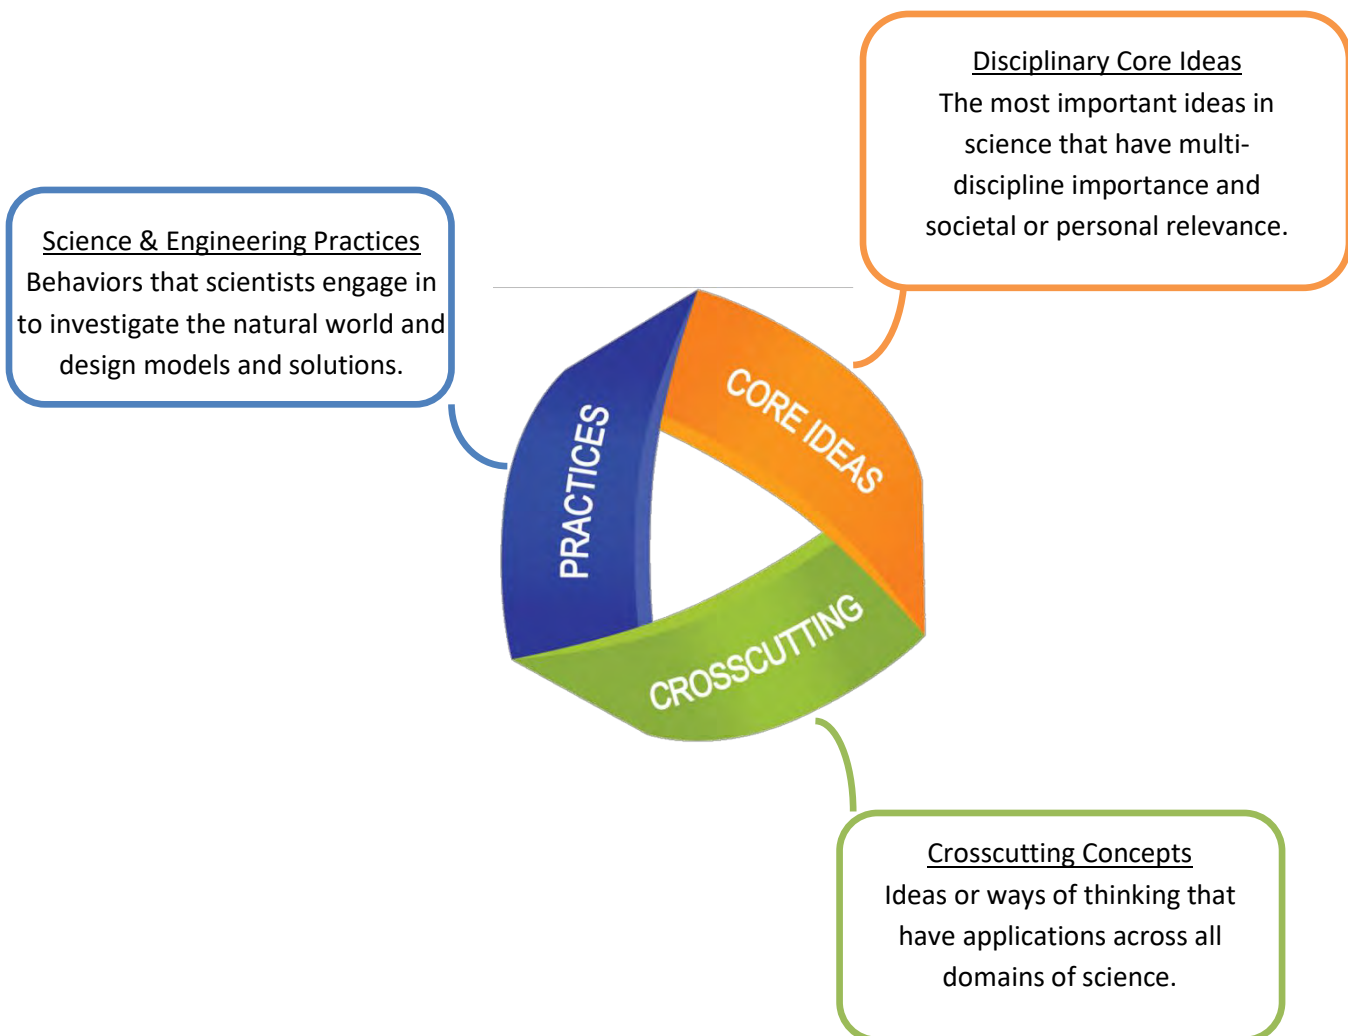 Disciplinary Core Ideas
The most important ideas in
science that have multi-
discipline importance and
societal or personal relevance.
Science & Engineering Practices
Behaviors that scientists engage in
to investigate the natural world and
design models and solutions.
CORE IDEAS
PRACTICES
CROSSCUTTING
Crosscutting Concepts
Ideas or ways of thinking that
have applications across all
domains of science.